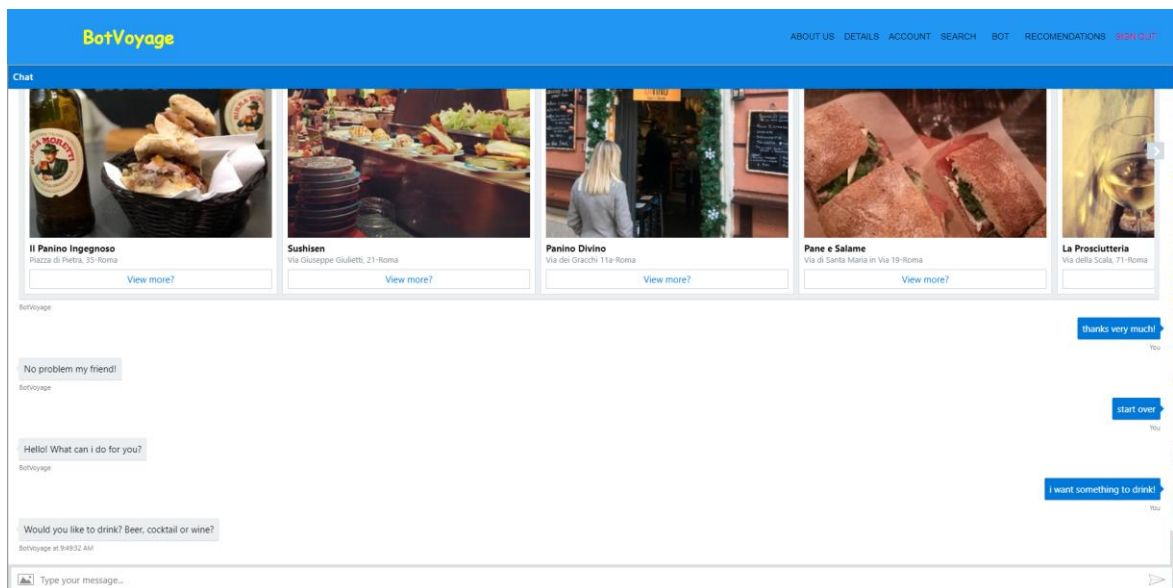 BotVoyage
ABOUT US DETAILS ACCOUNT SEARCH BOT RECOMENDATIONS SIGN OUT
Chat
BIRRA MORETTI
Il Panino Ingegnoso
Piazza di Pietra, 35-Roma
View more?
Sushisen
Via Giuseppe Giulietti, 21-Roma
View more?
Panino Divino
Via dei Gracchi 11a-Roma
View more?
Pane e Salame
Via di Santa Maria in Via 19-Roma
View more?
La Prosciutteria
Via della Scala, 71-Roma
BotVoyage
thanks very much!
You
No problem my friend!
BotVoyage
start over
You
Hello! What can i do for you?
BotVoyage
i want something to drink!
You
Would you like to drink? Beer, cocktail or wine?
BotVoyage at 9:49:32 AM
Type your message...